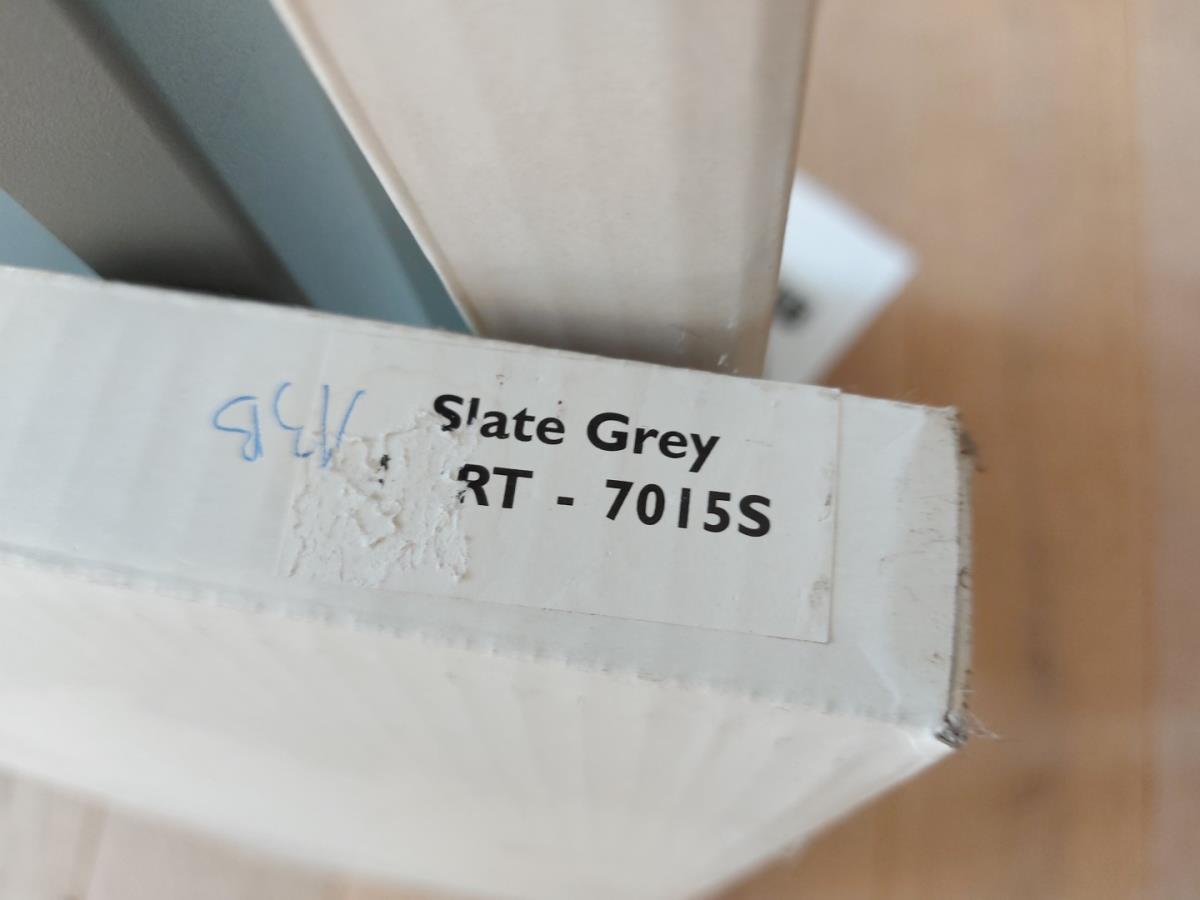 Slate Grey
RT - 7015S